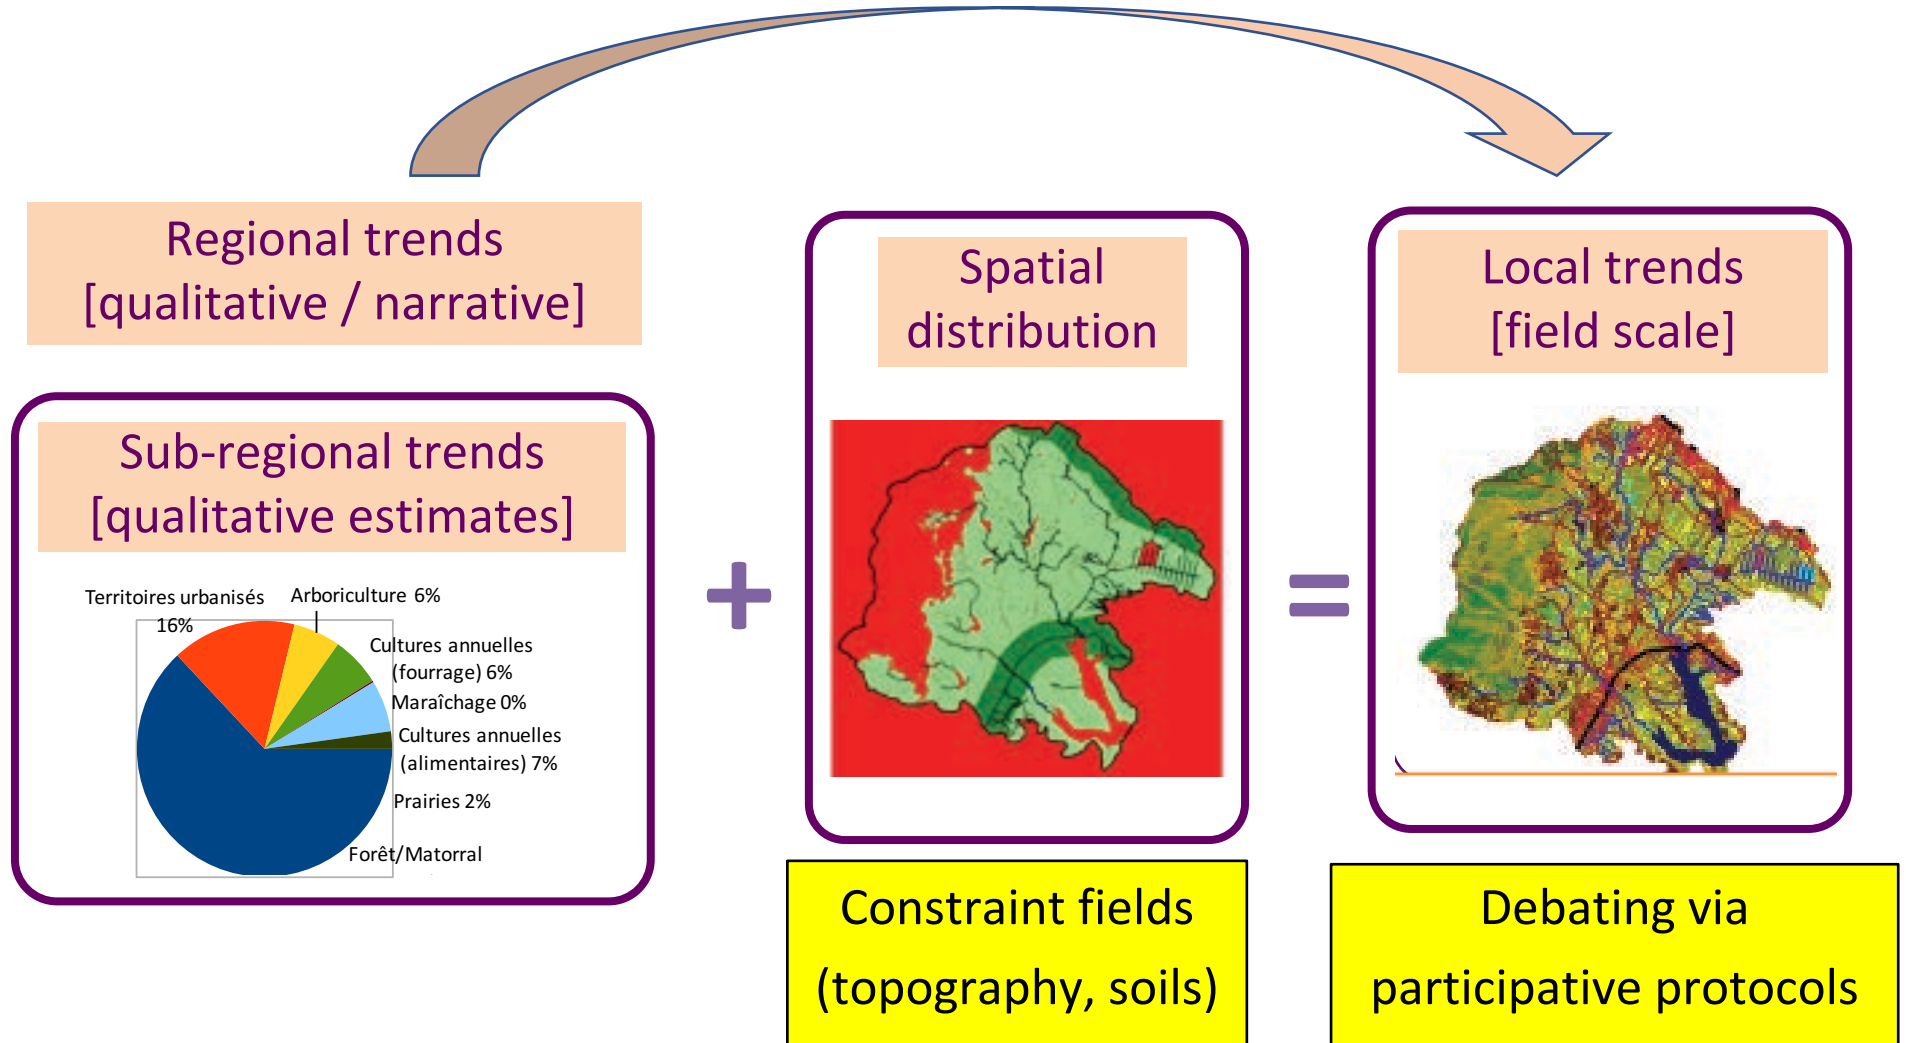 Regional trends
[qualitative / narrative]
Sub-regional trends
[qualitative estimates]
Territoires urbanisés
16%
Arboriculture 6%
Cultures annuelles
(fourrage) 6%
Maraîchage 0%
Cultures annuelles
(alimentaires) 7%
Prairies 2%
Forêt/Matorral
+
Spatial
distribution
Constraint fields
(topography, soils)
=
Local trends
[field scale]
Debating via
participative protocols